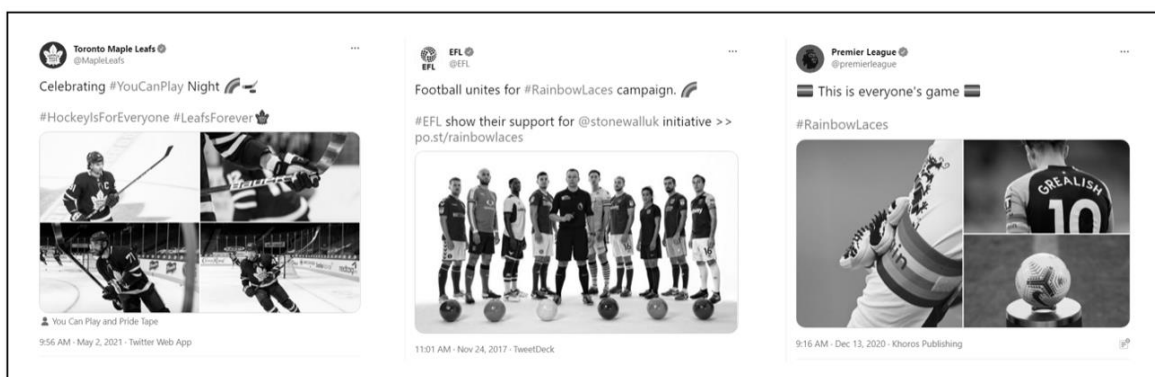 Toronto Maple Leafs
@MapleLeafs
Celebrating #YouCanPlay Night
#HockeyIsForEveryone #LeafsForever
You Can Play and Pride Tape
9:56 AM · May 2, 2021 · Twitter Web App
EFL
EFL
@EFL
Football unites for #RainbowLaces campaign.
#EFL show their support for @stonewalluk initiative >>
po.st/rainbowlaces
11:01 AM · Nov 24, 2017 · TweetDeck
Premier League
@premierleague
This is everyone's game
#RainbowLaces
GREALISH
10
9:16 AM · Dec 13, 2020 · Khoros Publishing